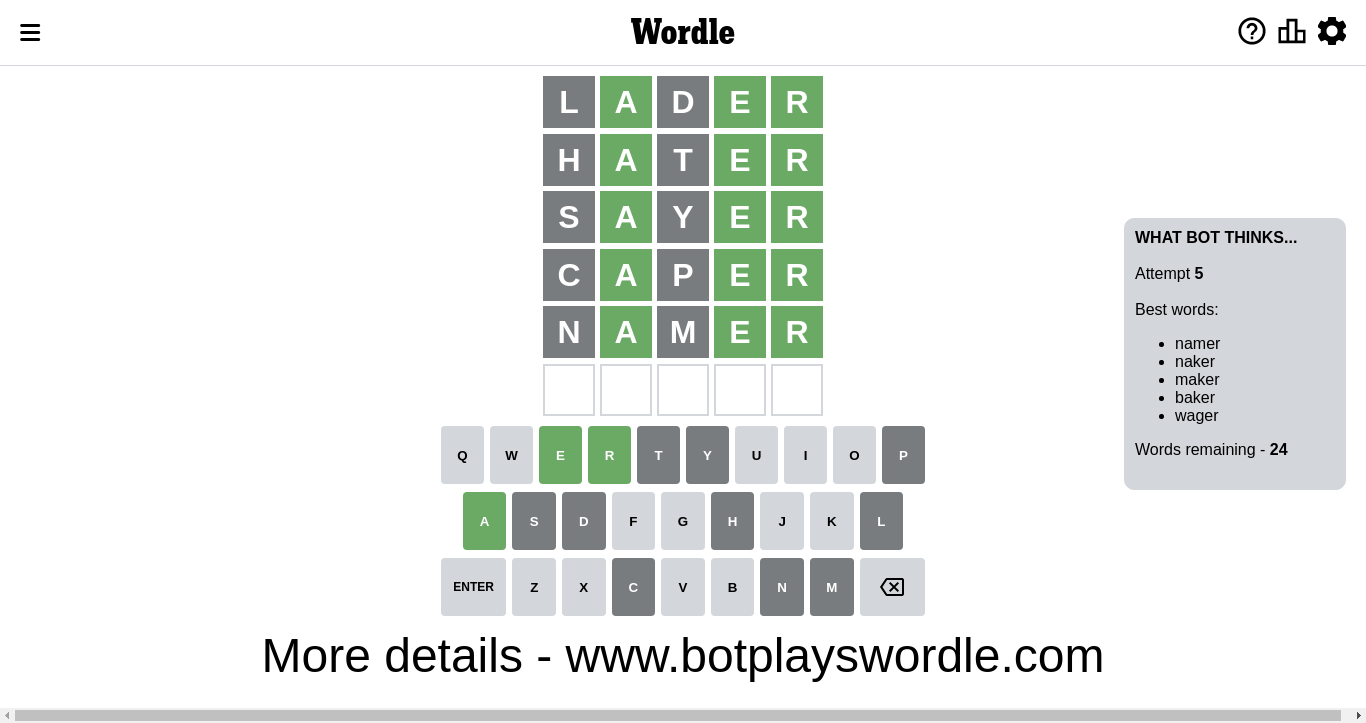 Wordle
L A D E R
H A T E R
S A Y E R
C A P E R
N A M E R
WHAT BOT THINKS...
Attempt 5
Best words:
namer
naker
maker
baker
wager
Words remaining - 24
Q W E R T Y U I O P
A S D F G H J K L
ENTER Z X C V B N M
More details - www.botplayswordle.com